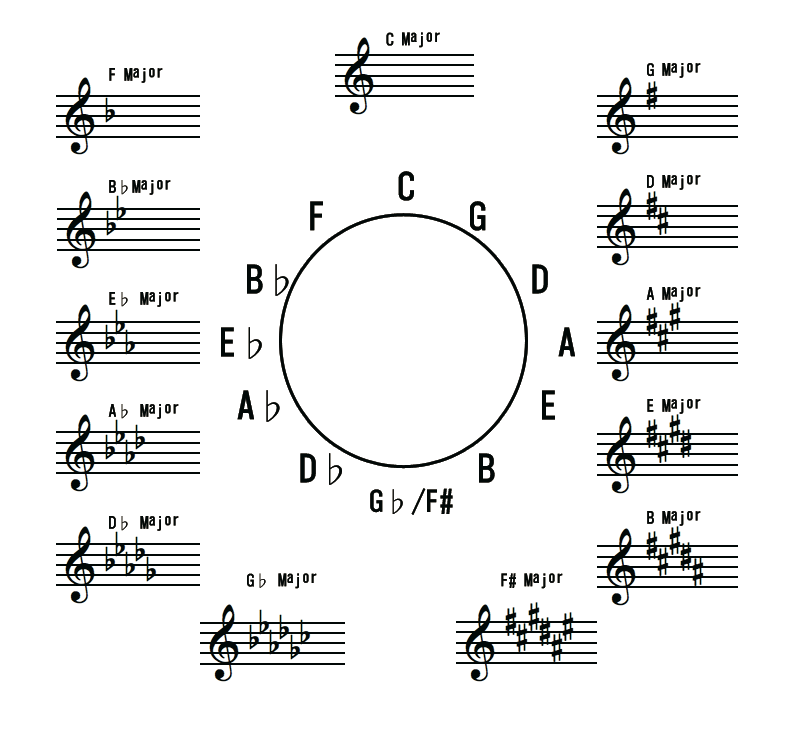 C Major
F Major
G Major
B♭Major
D Major
C
F
G
B♭
D
E♭ Major
A Major
E♭
A
A♭
E
A♭ Major
E Major
D♭
B
G♭/F#
D♭ Major
B Major
G♭ Major
F# Major